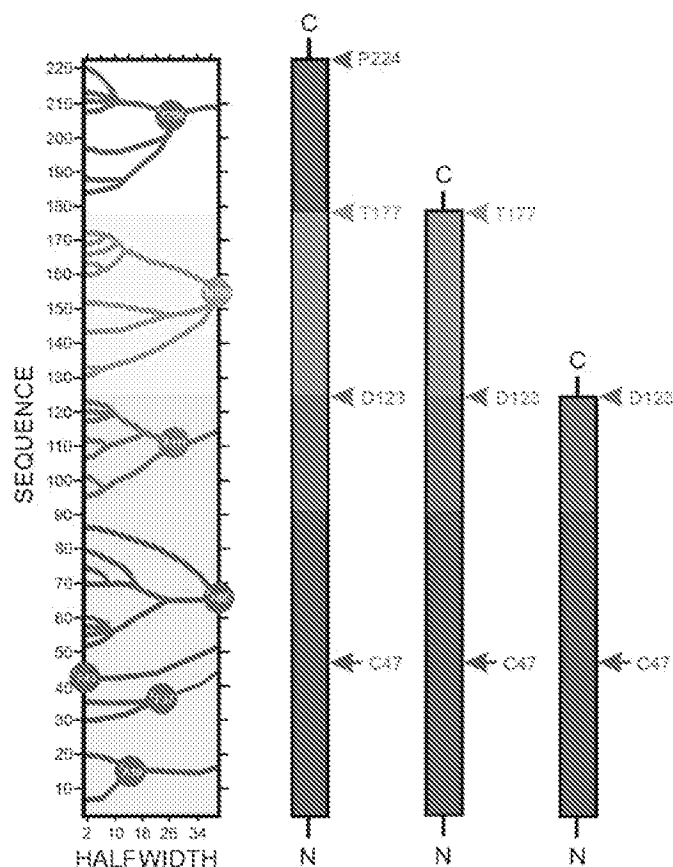 C
P224
220
210
200
190
180
170
160
150
140
130
120
110
100
90
80
70
60
50
40
30
20
10
SEQUENCE
2 10 18 26 34
HALFWIDTH
T177
D123
C47
N
C
T177
D123
C47
N
C
D123
C47
N